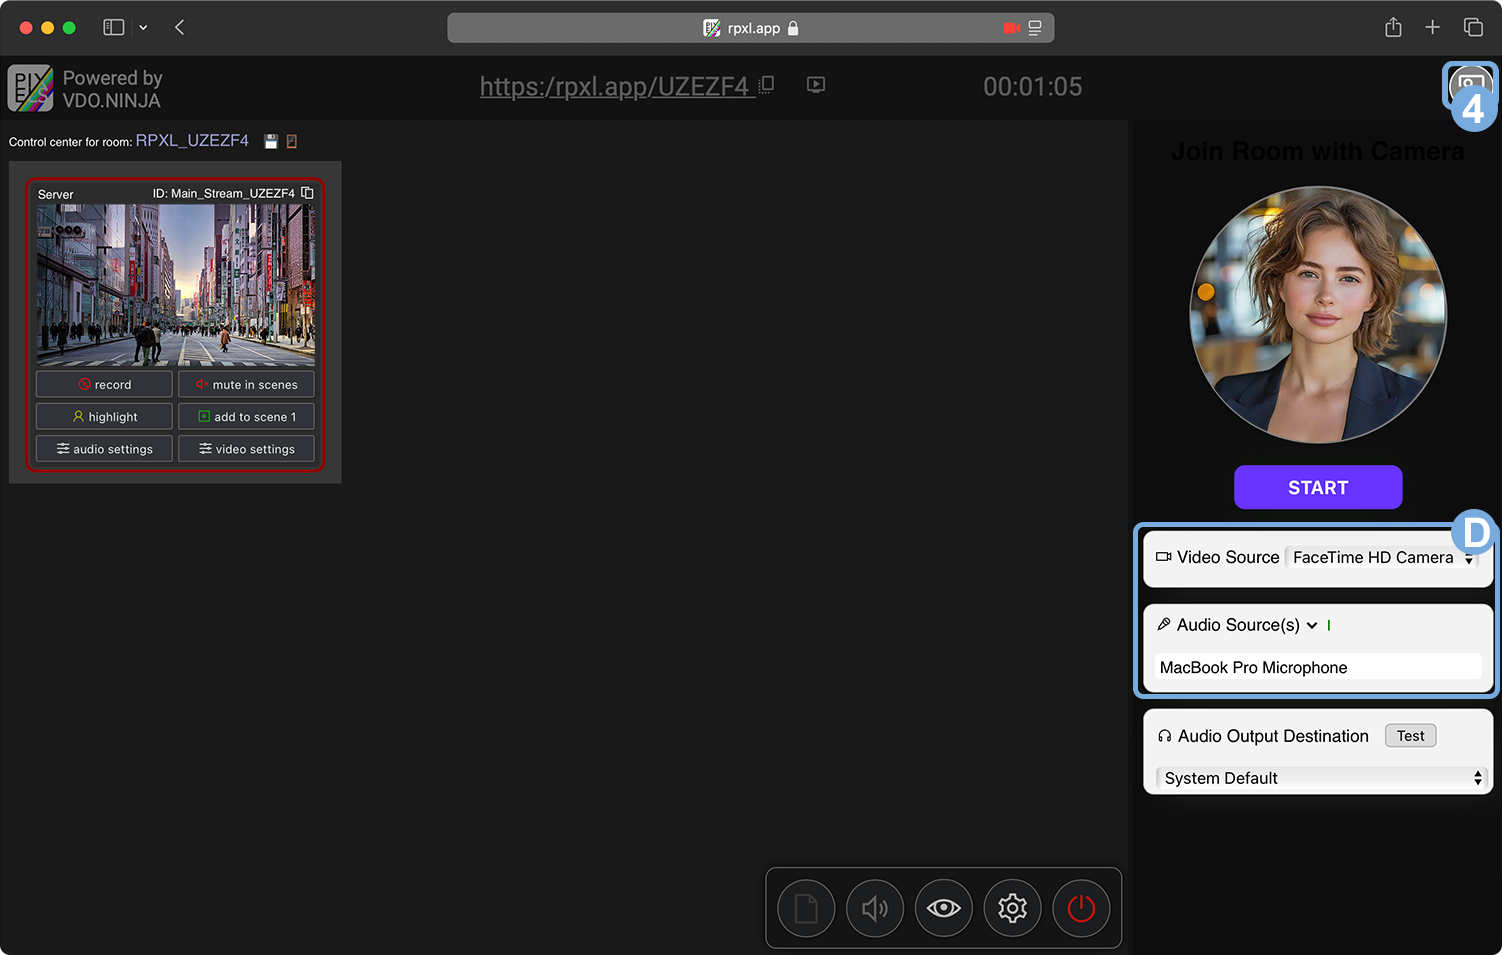 rpxl.app
PIXELS
Powered by
VDO.NINJA
https:/rpxl.app/UZEZF4
00:01:05
4
Control center for room: RPXL_UZEZF4
Join Room with Camera
Server
ID: Main_Stream_UZEZF4
record
mute in scenes
highlight
add to scene 1
audio settings
video settings
START
D
Video Source
FaceTime HD Camera
Audio Source(s)
MacBook Pro Microphone
Audio Output Destination
Test
System Default